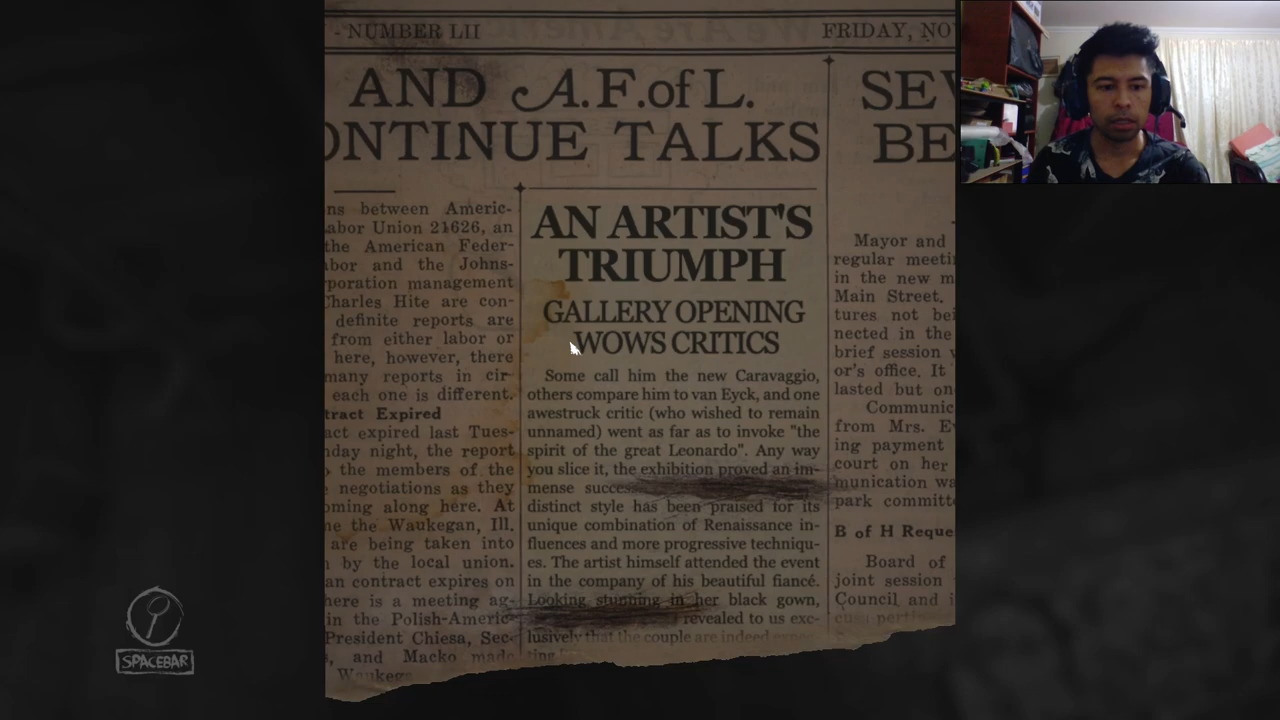 - NUMBER LII
FRIDAY, NO
AND A.F.of L.
ONTINUE TALKS
SEV
BE
ns between Americ-
abor Union 21626, an
the American Feder-
bor and the Johns-
poration management
Charles Hite are con-
definite reports are
from either labor or
here, however, there
many reports in cir-
each one is different.
tract Expired
act expired last Tues-
day night, the report
the members of the
negotiations as they
oming along here. At
ne the Waukegan, Ill.
are being taken into
by the local union.
an contract expires on
here is a meeting ag-
in the Polish-Americ-
President Chiesa, Sec-
, and Macko made
Waukega
AN ARTIST'S
TRIUMPH
GALLERY OPENING
WOWS CRITICS
Some call him the new Caravaggio,
others compare him to van Eyck, and one
awestruck critic (who wished to remain
unnamed) went as far as to invoke "the
spirit of the great Leonardo". Any way
you slice it, the exhibition proved an im-
mense succes
distinct style has been praised for its
unique combination of Renaissance in-
fluences and more progressive techniqu-
es. The artist himself attended the event
in the company of his beautiful fiancé.
Looking stunning in her black gown,
revealed to us exc-
lusively that the couple are indeed expec-
ting
Mayor and
regular meeti
in the new m
Main Street.
tures not bei
nected in the
brief session
or's office. It
lasted but on
Communic
from Mrs. Ev
ing payment
court on her
munication wa
park committe
B of H Reque
Board of
joint session
Council and i
SPACEBAR